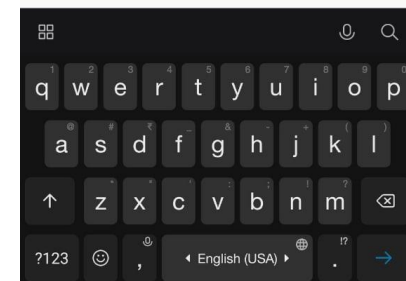 1 2 3 4 5 6 7 8 9 0
q w e r t y u i o p
@ # ₹ _ & - + ( )
a s d f g h j k l
: ; ! ?
z x c v b n m
?123 , English (USA) . !?